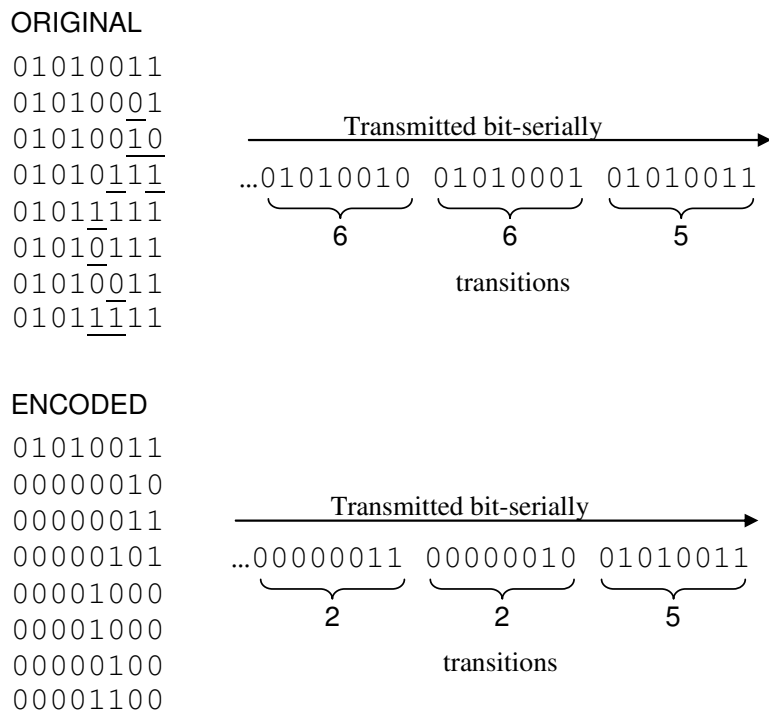 ORIGINAL
01010011
01010001
01010010
01010111
01011111
01010111
01010011
01011111
Transmitted bit-serially
...01010010 01010001 01010011
6 6 5
transitions
ENCODED
01010011
00000010
00000011
00000101
00001000
00001000
00000100
00001100
Transmitted bit-serially
...00000011 00000010 01010011
2 2 5
transitions